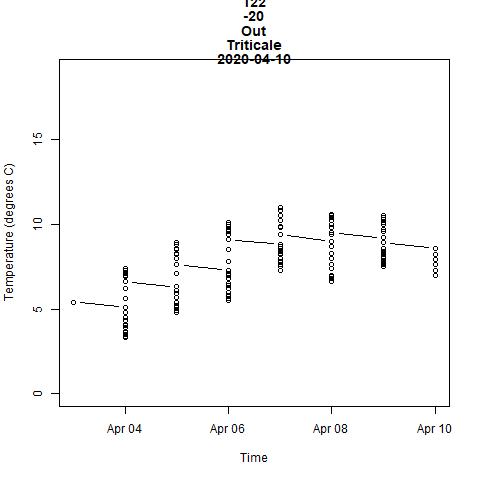 122
-20
Out
Triticale
2020-04-10
Temperature (degrees C)
15
10
5
0
Apr 04
Apr 06
Apr 08
Apr 10
Time